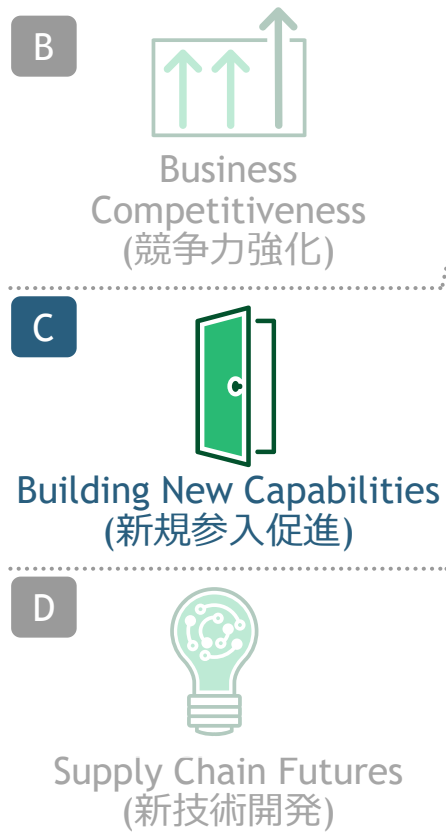 B
Business
Competitiveness
(競争力強化)
C
Building New Capabilities
(新規参入促進)
D
Supply Chain Futures
(新技術開発)